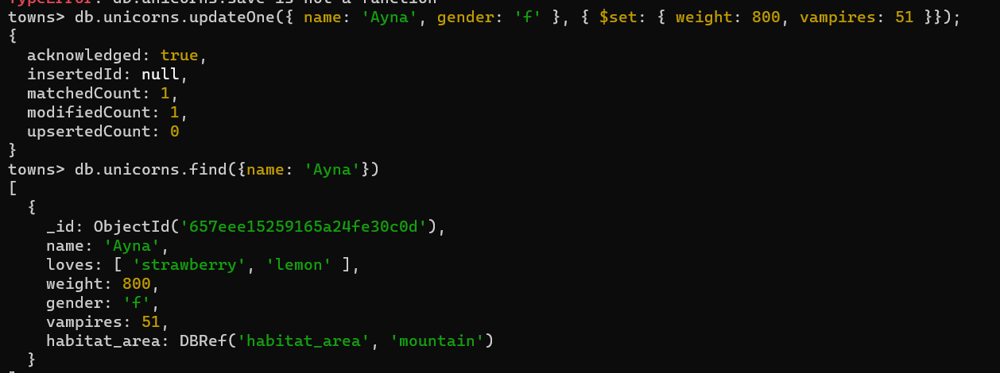 TypeError: db.unicorns.save is not a function
towns> db.unicorns.updateOne({ name: 'Ayna', gender: 'f' }, { $set: { weight: 800, vampires: 51 }});
{
  acknowledged: true,
  insertedId: null,
  matchedCount: 1,
  modifiedCount: 1,
  upsertedCount: 0
}
towns> db.unicorns.find({name: 'Ayna'})
[
  {
    _id: ObjectId('657eee15259165a24fe30c0d'),
    name: 'Ayna',
    loves: [ 'strawberry', 'lemon' ],
    weight: 800,
    gender: 'f',
    vampires: 51,
    habitat_area: DBRef('habitat_area', 'mountain')
  }